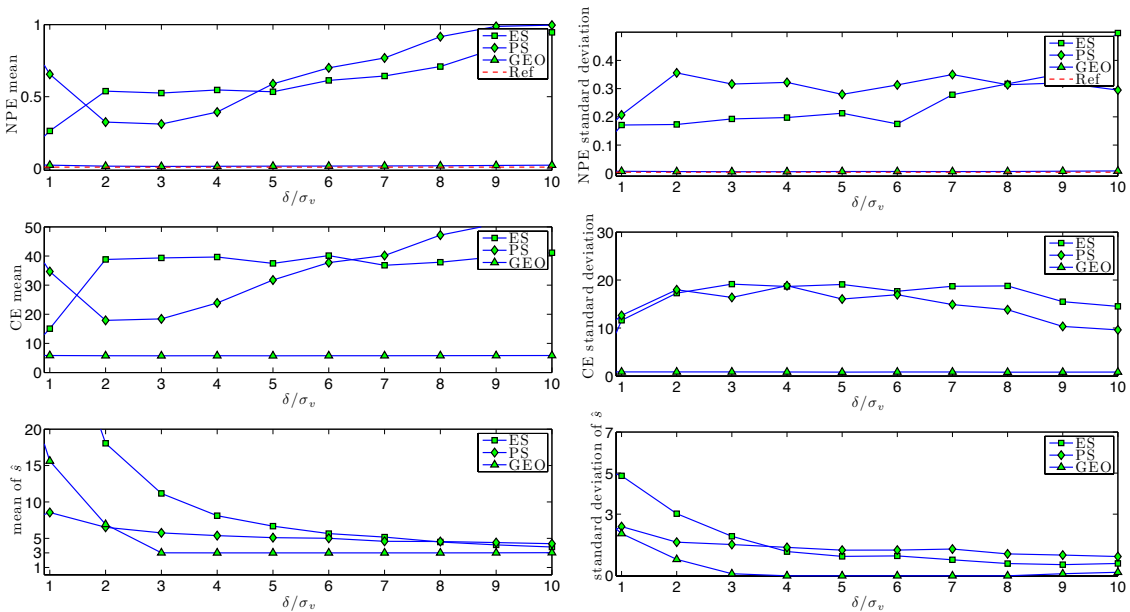 NPE mean
1
0.5
0
1 2 3 4 5 6 7 8 9 10
δ/σ_v
ES
PS
GEO
Ref
NPE standard deviation
0.4
0.3
0.2
0.1
0
1 2 3 4 5 6 7 8 9 10
δ/σ_v
ES
PS
GEO
Ref
CE mean
50
40
30
20
10
0
1 2 3 4 5 6 7 8 9 10
δ/σ_v
ES
PS
GEO
CE standard deviation
30
20
10
0
1 2 3 4 5 6 7 8 9 10
δ/σ_v
ES
PS
GEO
mean of ŝ
20
15
10
5
3
1
1 2 3 4 5 6 7 8 9 10
δ/σ_v
ES
PS
GEO
standard deviation of ŝ
7
5
3
0
1 2 3 4 5 6 7 8 9 10
δ/σ_v
ES
PS
GEO